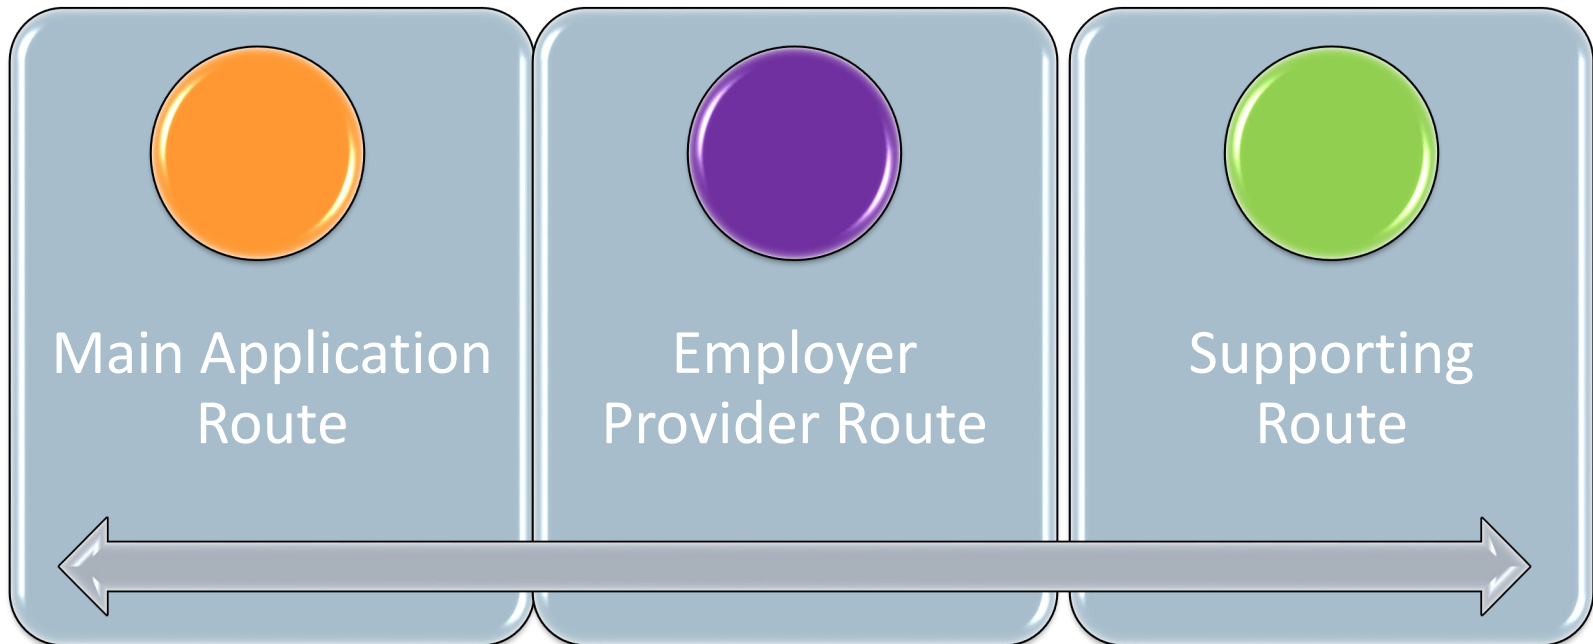 Main Application
Route
Employer
Provider Route
Supporting
Route